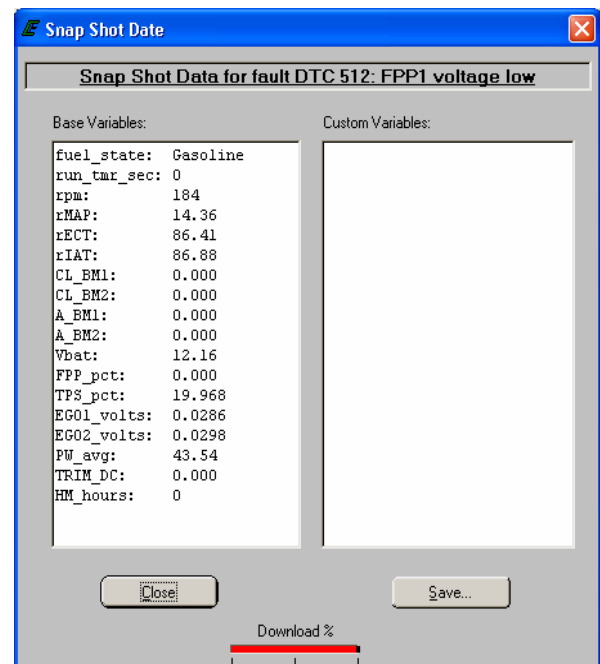 Snap Shot Date
Snap Shot Data for fault DTC 512: FPP1 voltage low
Base Variables:
Custom Variables:
fuel_state: Gasoline
run_tmr_sec: 0
rpm: 184
rMAP: 14.36
rECT: 86.41
rIAT: 86.88
CL_BM1: 0.000
CL_BM2: 0.000
A_BM1: 0.000
A_BM2: 0.000
Vbat: 12.16
FPP_pct: 0.000
TPS_pct: 19.968
EGO1_volts: 0.0286
EGO2_volts: 0.0298
PW_avg: 43.54
TRIM_DC: 0.000
HM_hours: 0
Close
Save...
Download %